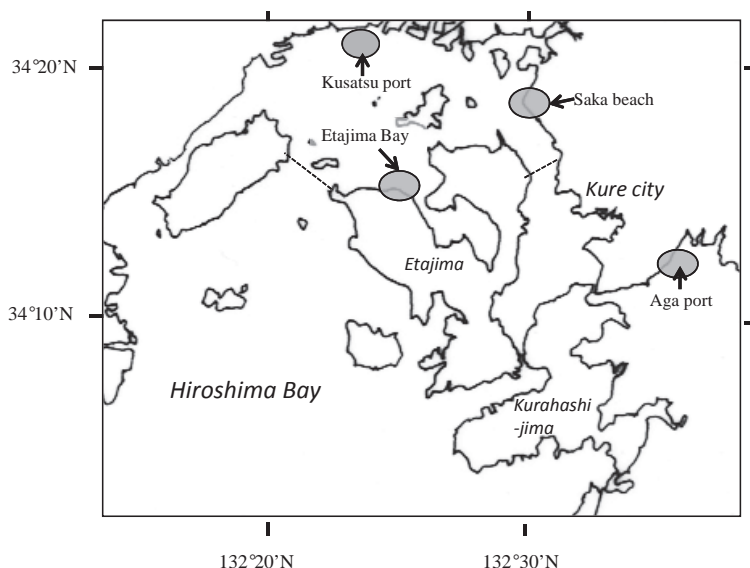 34°20’N
Kusatsu port
Saka beach
Etajima Bay
Kure city
Etajima
34°10’N
Aga port
Hiroshima Bay
Kurahashi
-jima
132°20’N
132°30’N